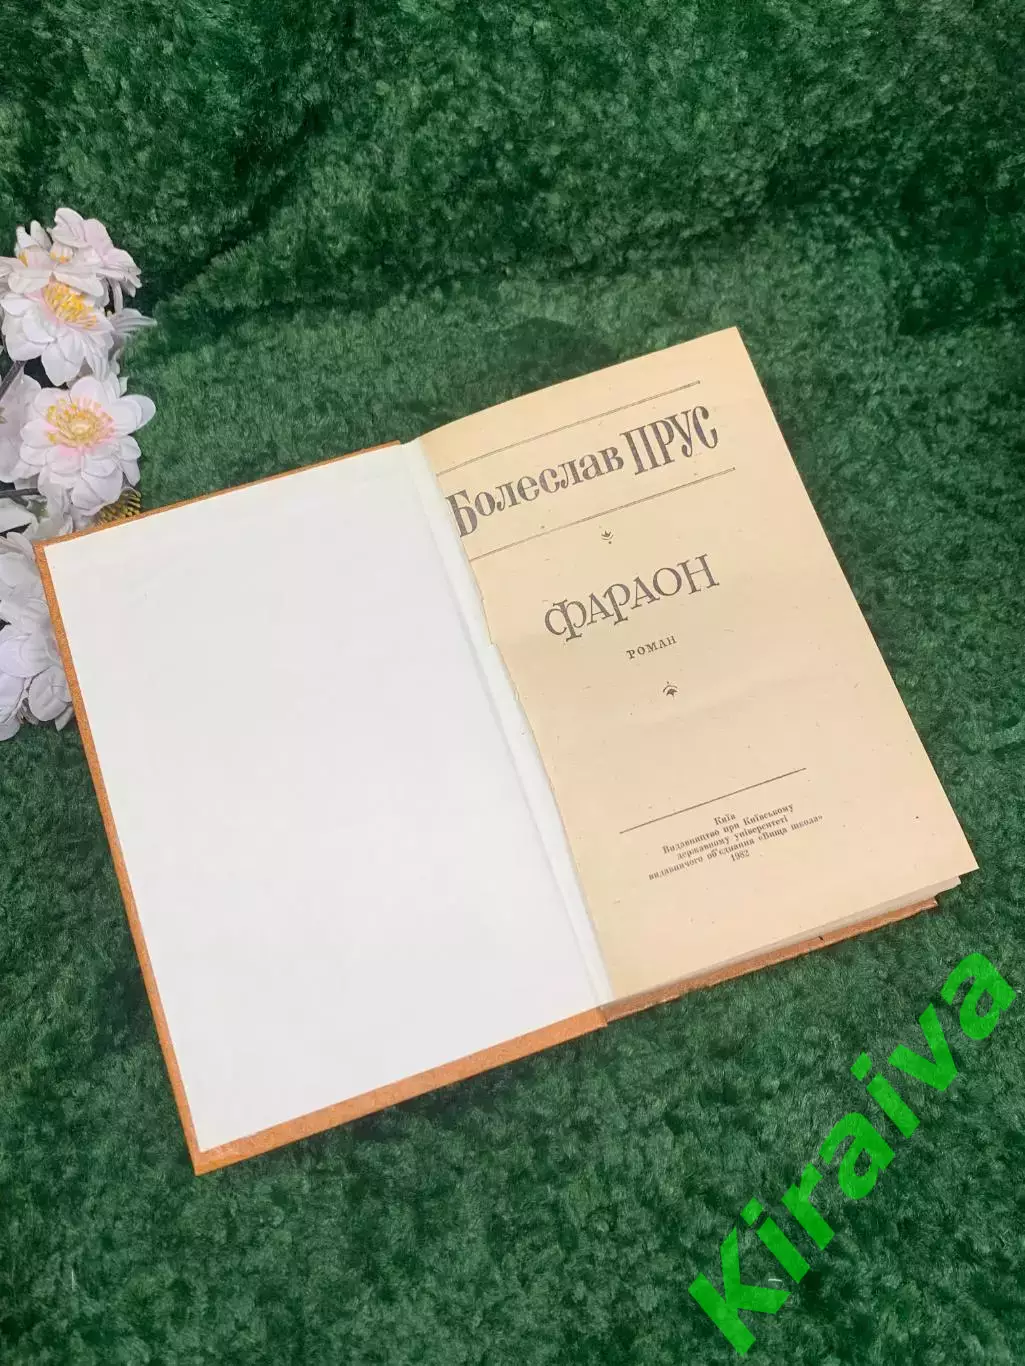 Болеслав ПРУС
ФАРАОН
РОМАН
Київ
Видавництво при Київському
державному університеті
видавничого об'єднання «Вища школа»
1982
Kiraiva